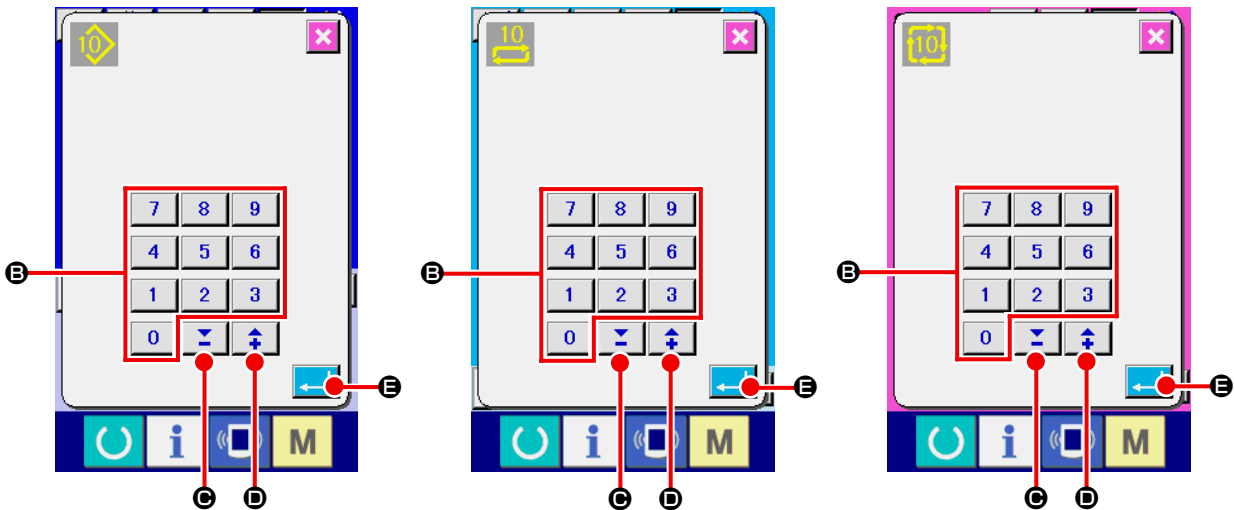 10 10 10
7 8 9 7 8 9 7 8 9
4 5 6 4 5 6 4 5 6
B B B
1 2 3 1 2 3 1 2 3
0 − + 0 − + 0 − +
E E E
i M i M i M
C D C D C D